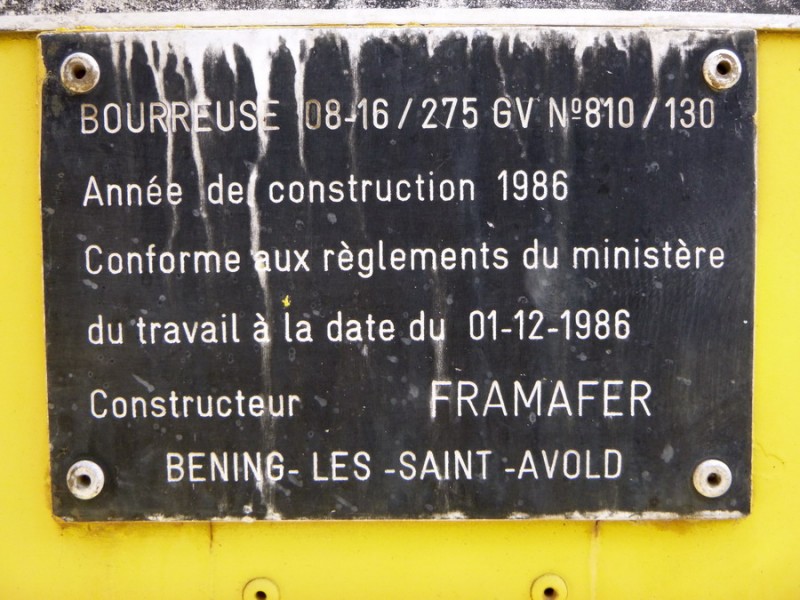 BOURREUSE 08-16/275 GV Nº810/130
Année de construction 1986
Conforme aux règlements du ministère
du travail à la date du 01-12-1986
Constructeur FRAMAFER
BENING-LES-SAINT-AVOLD